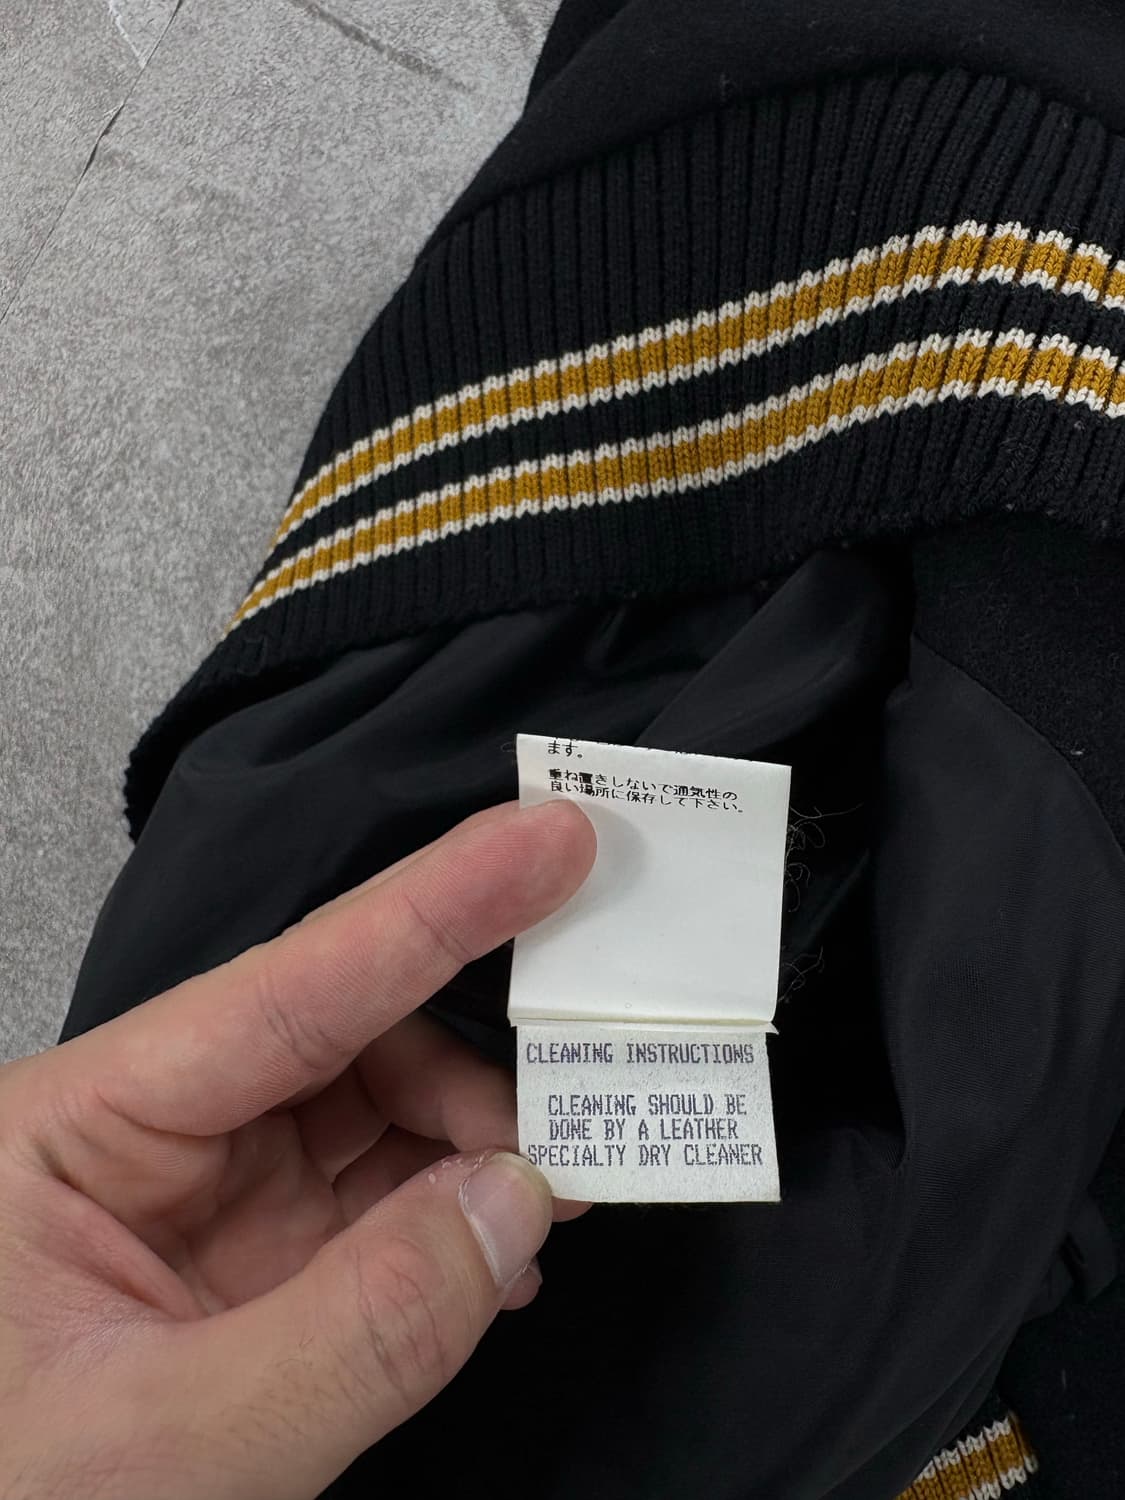 ます。
重ね置きしないで通気性の
良い場所に保存して下さい。
CLEANING INSTRUCTIONS
CLEANING SHOULD BE
DONE BY A LEATHER
SPECIALTY DRY CLEANER